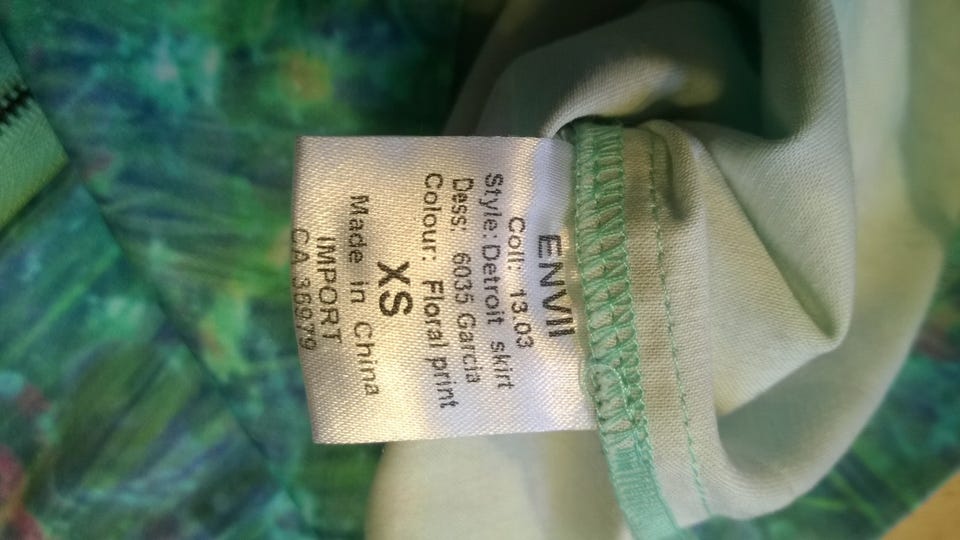 ENVII
Coll: 13.03
Style: Detroit skirt
Dess: 6035 Garcia
Colour: Floral print
XS
Made in China
IMPORT
CA 36979